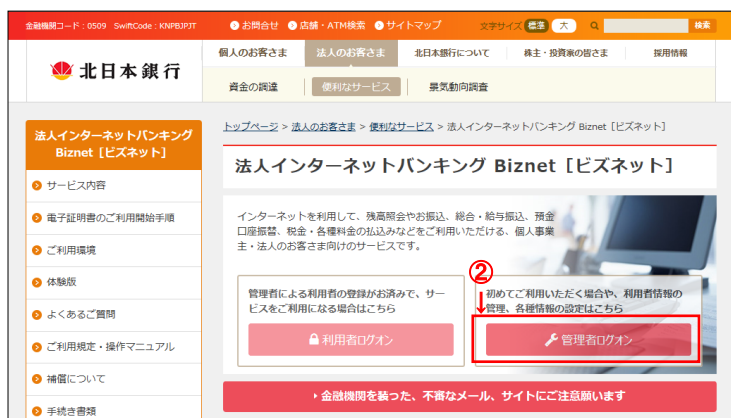 金融機関コード：0509 SwiftCode：KNPBJPJT
お問合せ 店舗・ATM検索 サイトマップ 文字サイズ 標準 大 検索
北日本銀行
個人のお客さま 法人のお客さま 北日本銀行について 株主・投資家の皆さま 採用情報
資金の調達 便利なサービス 景気動向調査
法人インターネットバンキング
Biznet［ビズネット］
サービス内容
電子証明書のご利用開始手順
ご利用環境
体験版
よくあるご質問
ご利用規定・操作マニュアル
補償について
手続き書類
トップページ > 法人のお客さま > 便利なサービス > 法人インターネットバンキング Biznet［ビズネット］
法人インターネットバンキング Biznet［ビズネット］
インターネットを利用して、残高照会やお振込、総合・給与振込、預金
口座振替、税金・各種料金の払込みなどをご利用いただける、個人事業
主・法人のお客さま向けのサービスです。
管理者による利用者の登録がお済みで、サー
ビスをご利用になる場合はこちら
利用者ログオン
②
初めてご利用いただく場合や、利用者情報の
管理、各種情報の設定はこちら
管理者ログオン
金融機関を装った、不審なメール、サイトにご注意願います